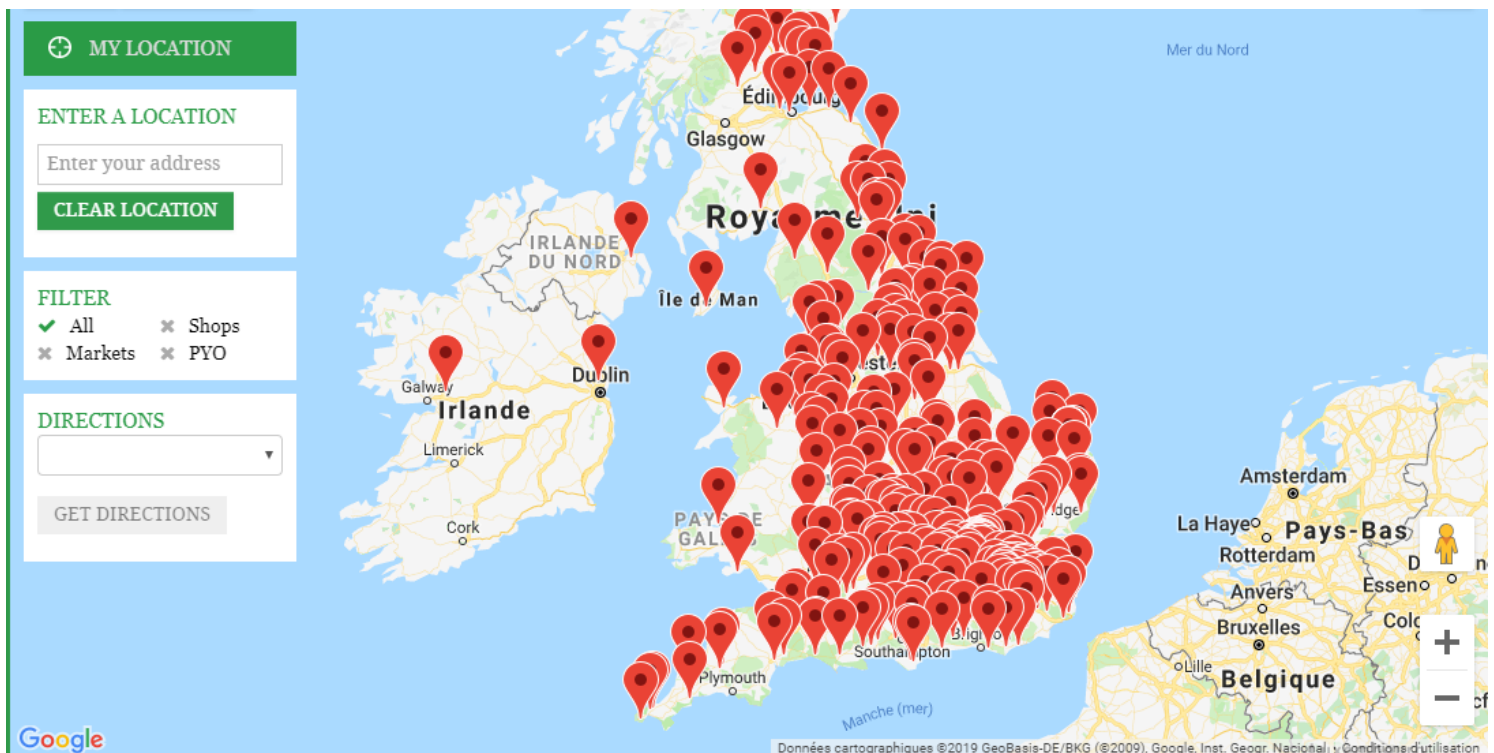 MY LOCATION
ENTER A LOCATION
Enter your address
CLEAR LOCATION
FILTER
All
Shops
Markets
PYO
DIRECTIONS
GET DIRECTIONS
Google
Mer du Nord
Glasgow
IRLANDE
DU NORD
Île de Man
Galway
Dublin
Irlande
Limerick
Cork
Plymouth
Southampton
Manche (mer)
Amsterdam
La Haye
Pays-Bas
Rotterdam
Essen
Anvers
Bruxelles
Lille
Belgique
Données cartographiques ©2019 GeoBasis-DE/BKG (©2009), Google, Inst. Geogr. Nacional
Conditions d'utilisation